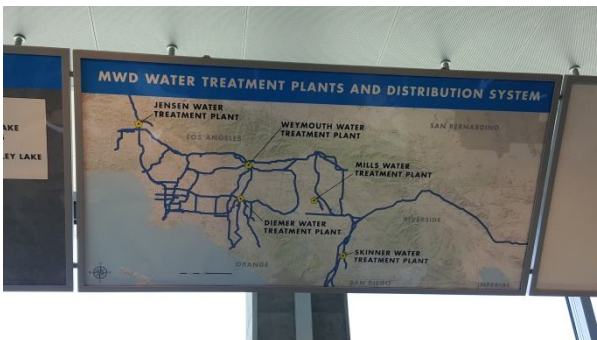 MWD WATER TREATMENT PLANTS AND DISTRIBUTION SYSTEM
JENSEN WATER
TREATMENT PLANT
LOS ANGELES
WEYMOUTH WATER
TREATMENT PLANT
SAN BERNARDINO
AKE
LEY LAKE
MILLS WATER
TREATMENT PLANT
DIEMER WATER
TREATMENT PLANT
RIVERSIDE
SKINNER WATER
TREATMENT PLANT
ORANGE
SAN DIEGO
IMPERIAL